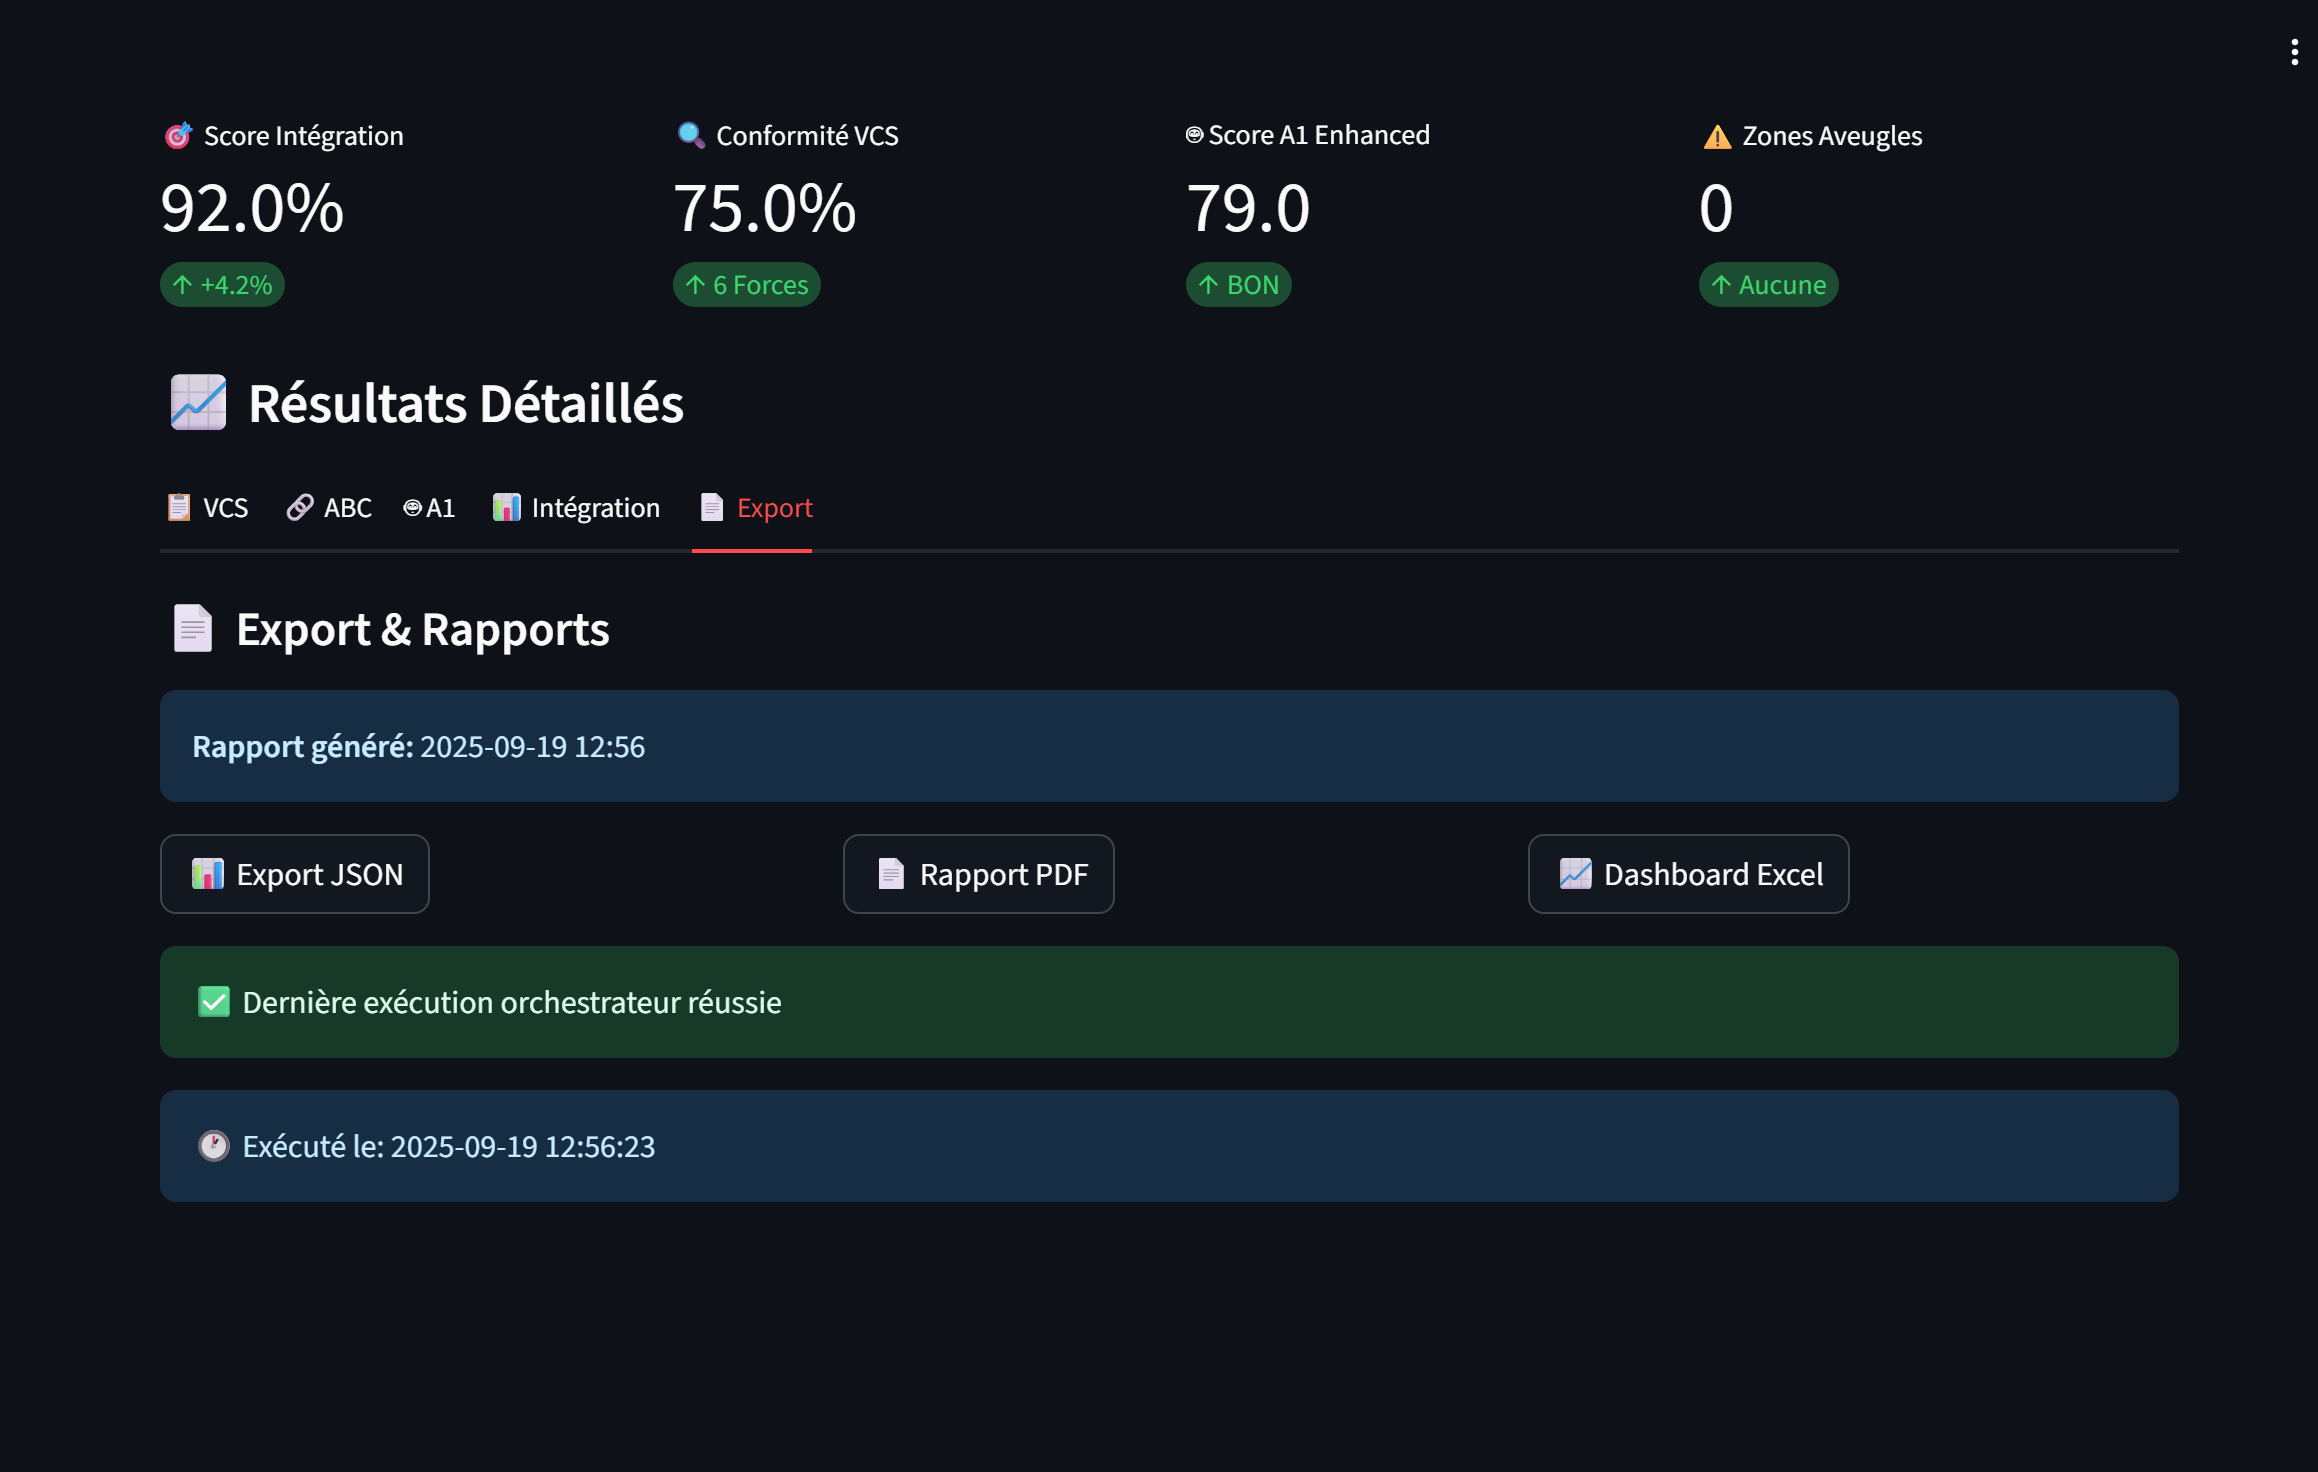 Score Intégration
Conformité VCS
Score A1 Enhanced
Zones Aveugles
92.0%
75.0%
79.0
0
↑ +4.2%
↑ 6 Forces
↑ BON
↑ Aucune
Résultats Détaillés
VCS
ABC
A1
Intégration
Export
Export & Rapports
Rapport généré: 2025-09-19 12:56
Export JSON
Rapport PDF
Dashboard Excel
Dernière exécution orchestrateur réussie
Exécuté le: 2025-09-19 12:56:23